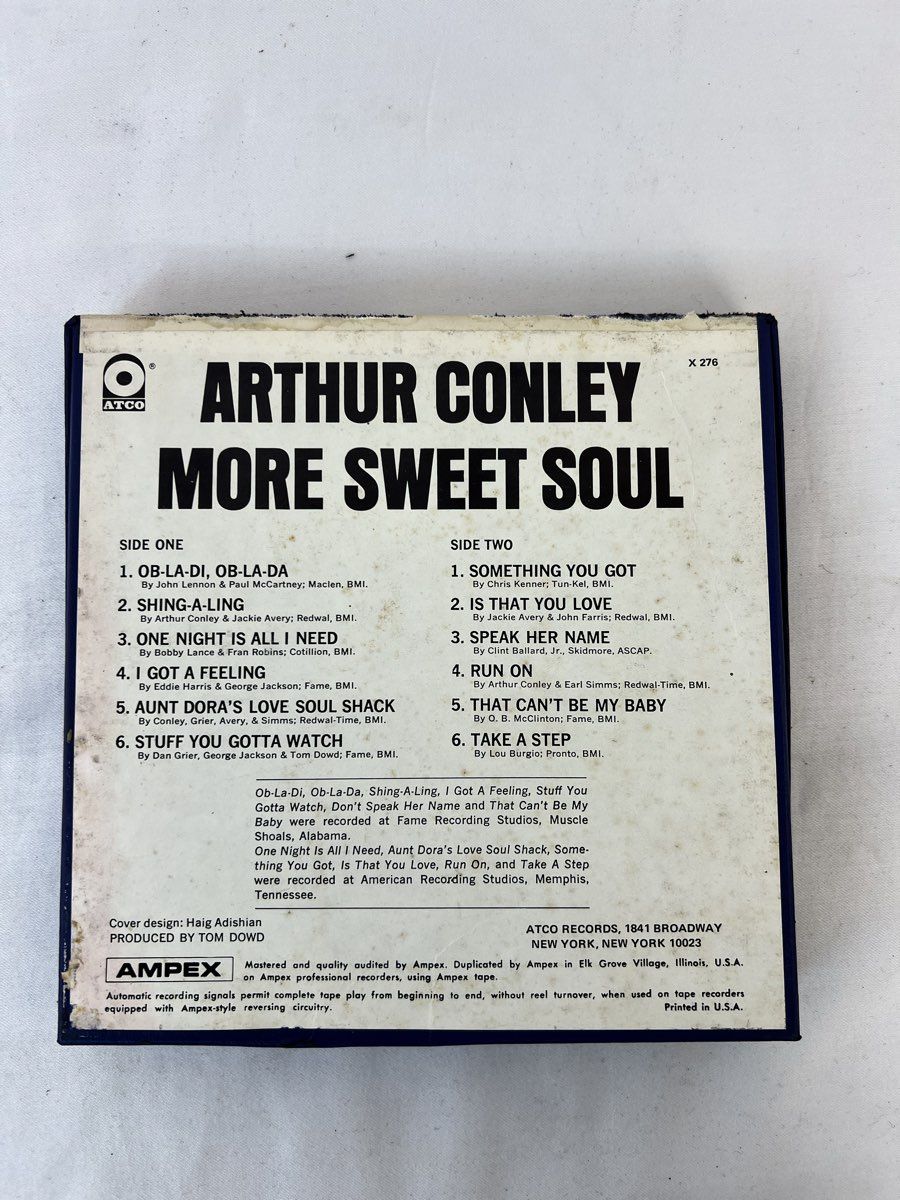 ATCO ®
X 276
ARTHUR CONLEY
MORE SWEET SOUL
SIDE ONE
1. OB-LA-DI, OB-LA-DA
By John Lennon & Paul McCartney; Maclen, BMI.
2. SHING-A-LING
By Arthur Conley & Jackie Avery; Redwal, BMI.
3. ONE NIGHT IS ALL I NEED
By Bobby Lance & Fran Robins; Cotillion, BMI.
4. I GOT A FEELING
By Eddie Harris & George Jackson; Fame, BMI.
5. AUNT DORA'S LOVE SOUL SHACK
By Conley, Grier, Avery, & Simms; Redwal-Time, BMI.
6. STUFF YOU GOTTA WATCH
By Dan Grier, George Jackson & Tom Dowd; Fame, BMI.
SIDE TWO
1. SOMETHING YOU GOT
By Chris Kenner; Tun-Kel, BMI.
2. IS THAT YOU LOVE
By Jackie Avery & John Farris; Redwal, BMI.
3. SPEAK HER NAME
By Clint Ballard, Jr., Skidmore, ASCAP.
4. RUN ON
By Arthur Conley & Earl Simms; Redwal-Time, BMI.
5. THAT CAN'T BE MY BABY
By O. B. McClinton; Fame, BMI.
6. TAKE A STEP
By Lou Burgio; Pronto, BMI.
Ob-La-Di, Ob-La-Da, Shing-A-Ling, I Got A Feeling, Stuff You
Gotta Watch, Don't Speak Her Name and That Can't Be My
Baby were recorded at Fame Recording Studios, Muscle
Shoals, Alabama.
One Night Is All I Need, Aunt Dora's Love Soul Shack, Some-
thing You Got, Is That You Love, Run On, and Take A Step
were recorded at American Recording Studios, Memphis,
Tennessee.
Cover design: Haig Adishian
PRODUCED BY TOM DOWD
ATCO RECORDS, 1841 BROADWAY
NEW YORK, NEW YORK 10023
AMPEX
Mastered and quality audited by Ampex. Duplicated by Ampex in Elk Grove Village, Illinois, U.S.A.
on Ampex professional recorders, using Ampex tape.
Automatic recording signals permit complete tape play from beginning to end, without reel turnover, when used on tape recorders
equipped with Ampex-style reversing circuitry.
Printed in U.S.A.